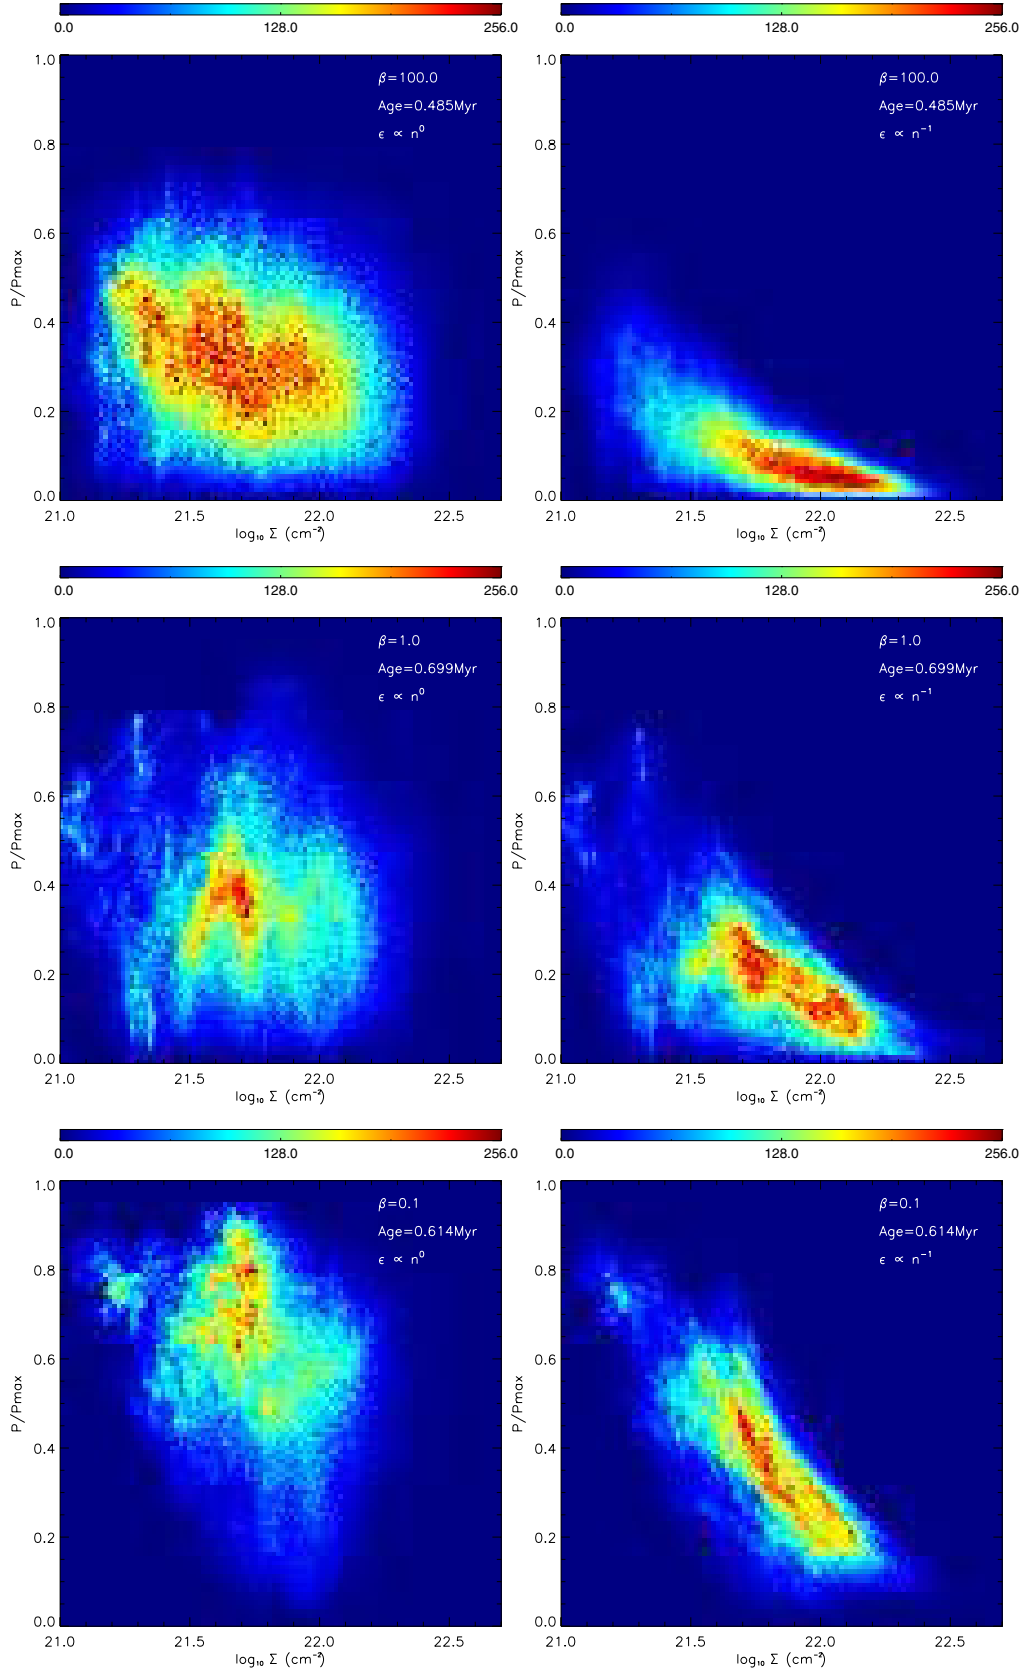 0.0 128.0 256.0 0.0 128.0 256.0
1.0 β=100.0 β=100.0
Age=0.485Myr Age=0.485Myr
ϵ ∝ n⁰ ϵ ∝ n⁻¹
0.8 0.8
0.6 0.6
P/Pmax P/Pmax
0.4 0.4
0.2 0.2
0.0 0.0
21.0 21.5 22.0 22.5 21.0 21.5 22.0 22.5
log₁₀ Σ (cm⁻²) log₁₀ Σ (cm⁻²)
0.0 128.0 256.0 0.0 128.0 256.0
1.0 1.0
β=1.0 β=1.0
Age=0.699Myr Age=0.699Myr
ϵ ∝ n⁰ ϵ ∝ n⁻¹
0.8 0.8
0.6 0.6
P/Pmax P/Pmax
0.4 0.4
0.2 0.2
0.0 0.0
21.0 21.5 22.0 22.5 21.0 21.5 22.0 22.5
log₁₀ Σ (cm⁻²) log₁₀ Σ (cm⁻²)
0.0 128.0 256.0 0.0 128.0 256.0
1.0 1.0
β=0.1 β=0.1
Age=0.614Myr Age=0.614Myr
ϵ ∝ n⁰ ϵ ∝ n⁻¹
0.8 0.8
0.6 0.6
P/Pmax P/Pmax
0.4 0.4
0.2 0.2
0.0 0.0
21.0 21.5 22.0 22.5 21.0 21.5 22.0 22.5
log₁₀ Σ (cm⁻²) log₁₀ Σ (cm⁻²)